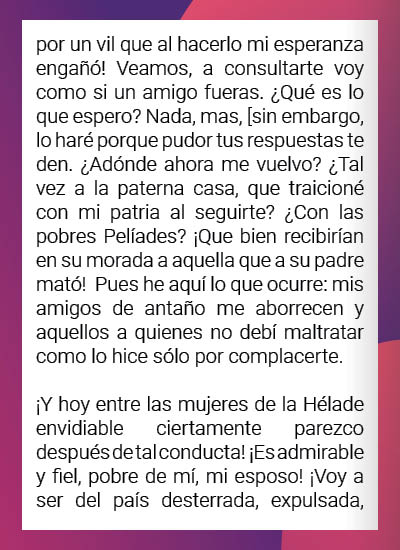 por un vil que al hacerlo mi esperanza
engañó! Veamos, a consultarte voy
como si un amigo fueras. ¿Qué es lo
que espero? Nada, mas, [sin embargo,
lo haré porque pudor tus respuestas te
den. ¿Adónde ahora me vuelvo? ¿Tal
vez a la paterna casa, que traicioné
con mi patria al seguirte? ¿Con las
pobres Pelíades? ¡Que bien recibirían
en su morada a aquella que a su padre
mató! Pues he aquí lo que ocurre: mis
amigos de antaño me aborrecen y
aquellos a quienes no debí maltratar
como lo hice sólo por complacerte.

¡Y hoy entre las mujeres de la Hélade
envidiable ciertamente parezco
después de tal conducta! ¡Es admirable
y fiel, pobre de mí, mi esposo! ¡Voy a
ser del país desterrada, expulsada,